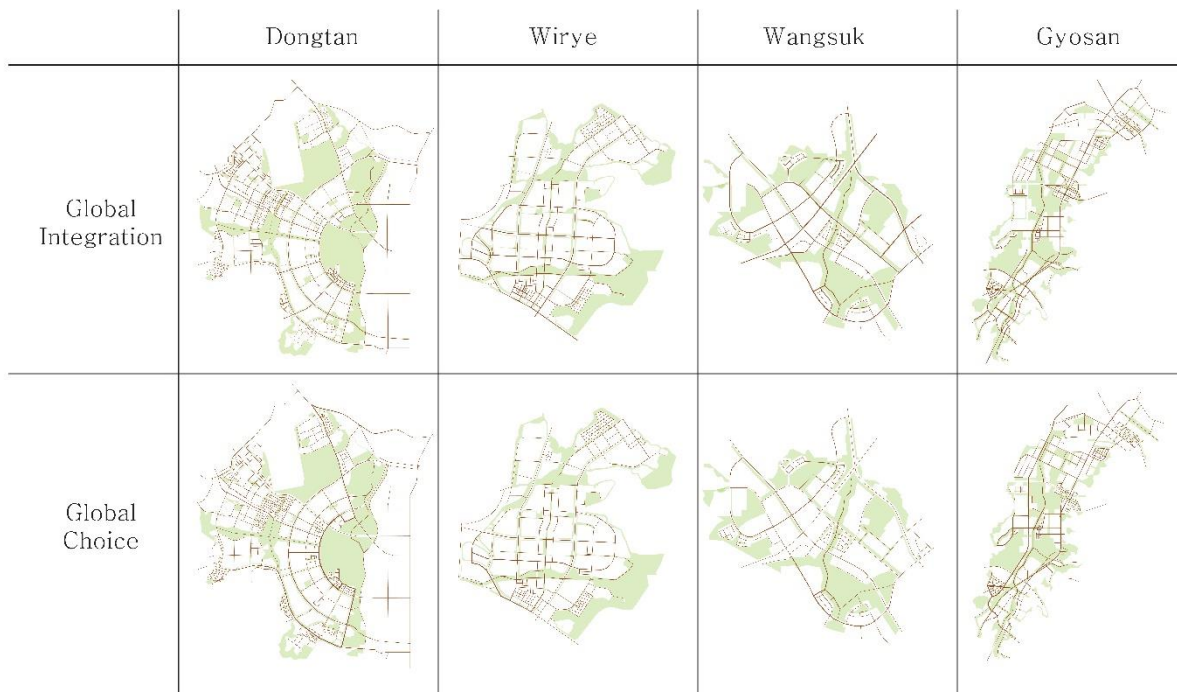 Dongtan
Wirye
Wangsuk
Gyosan
Global
Integration
Global
Choice